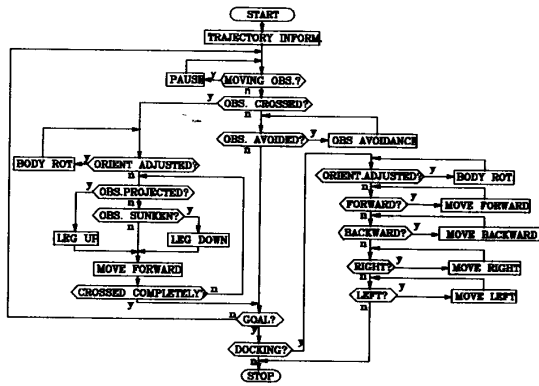 START
TRAJECTORY INFORM.
PAUSE
y
MOVING OBS.?
n
y
OBS. CROSSED?
n
OBS. AVOIDED?
y
OBS AVOIDANCE
n
BODY ROT
y
ORIENT ADJUSTED?
n
ORIENT.ADJUSTED?
y
BODY ROT
n
y
OBS.PROJECTED?
n
FORWARD?
y
MOVE FORWARD
n
OBS. SUNKEN?
y
n
BACKWARD?
y
MOVE BACKWARD
n
LEG UP
LEG DOWN
MOVE FORWARD
RIGHT?
y
MOVE RIGHT
n
CROSSED COMPLETELY?
n
y
LEFT?
y
MOVE LEFT
n
n
GOAL?
y
DOCKING?
y
n
STOP